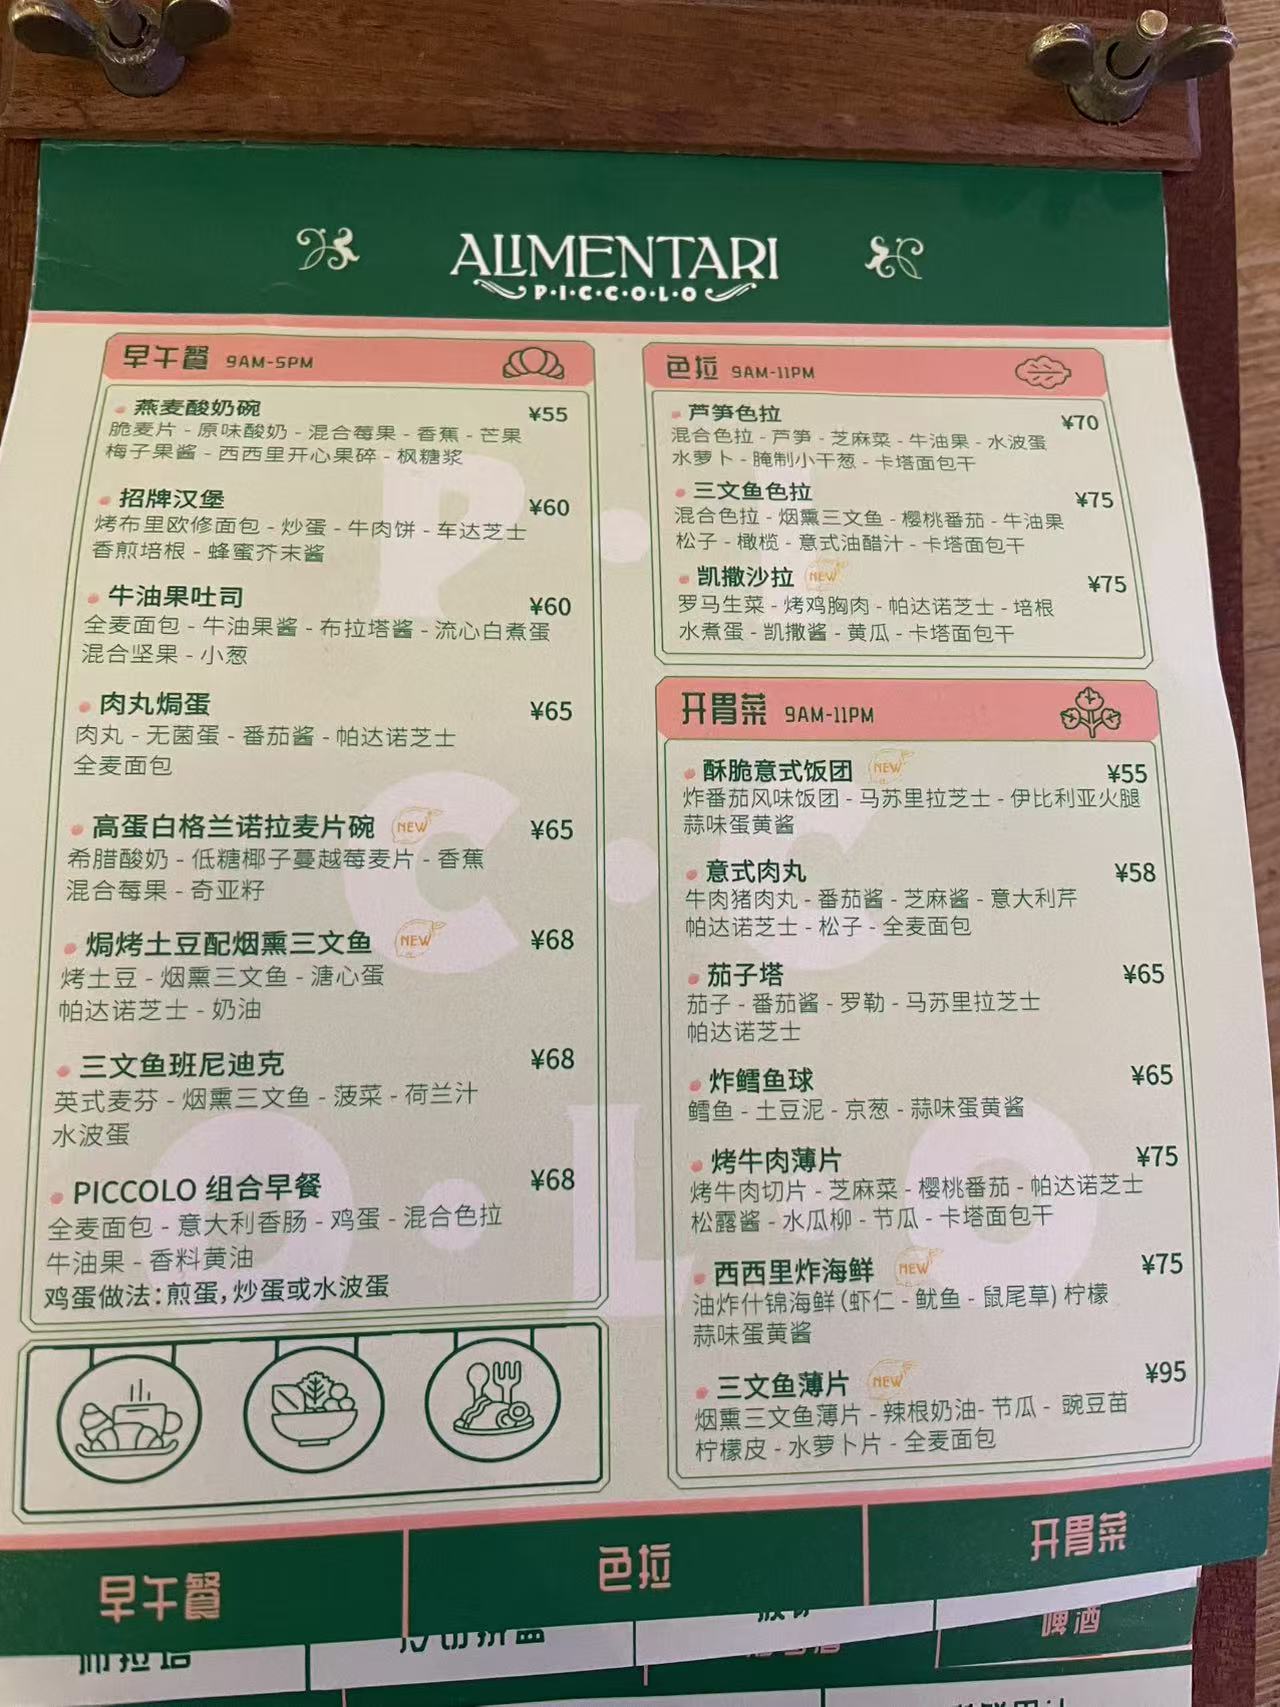 ALIMENTARI
P·I·C·C·O·L·O
早午餐 9AM-5PM
燕麦酸奶碗 ¥55
脆麦片 - 原味酸奶 - 混合莓果 - 香蕉 - 芒果
梅子果酱 - 西西里开心果碎 - 枫糖浆
招牌汉堡 ¥60
烤布里欧修面包 - 炒蛋 - 牛肉饼 - 车达芝士
香煎培根 - 蜂蜜芥末酱
牛油果吐司 ¥60
全麦面包 - 牛油果酱 - 布拉塔酱 - 流心白煮蛋
混合坚果 - 小葱
肉丸焗蛋 ¥65
肉丸 - 无菌蛋 - 番茄酱 - 帕达诺芝士
全麦面包
高蛋白格兰诺拉麦片碗 NEW ¥65
希腊酸奶 - 低糖椰子蔓越莓麦片 - 香蕉
混合莓果 - 奇亚籽
焗烤土豆配烟熏三文鱼 NEW ¥68
烤土豆 - 烟熏三文鱼 - 溏心蛋
帕达诺芝士 - 奶油
三文鱼班尼迪克 ¥68
英式麦芬 - 烟熏三文鱼 - 菠菜 - 荷兰汁
水波蛋
PICCOLO 组合早餐 ¥68
全麦面包 - 意大利香肠 - 鸡蛋 - 混合色拉
牛油果 - 香料黄油
鸡蛋做法：煎蛋，炒蛋或水波蛋
色拉 9AM-11PM
芦笋色拉 ¥70
混合色拉 - 芦笋 - 芝麻菜 - 牛油果 - 水波蛋
水萝卜 - 腌制小干葱 - 卡塔面包干
三文鱼色拉 ¥75
混合色拉 - 烟熏三文鱼 - 樱桃番茄 - 牛油果
松子 - 橄榄 - 意式油醋汁 - 卡塔面包干
凯撒沙拉 NEW ¥75
罗马生菜 - 烤鸡胸肉 - 帕达诺芝士 - 培根
水煮蛋 - 凯撒酱 - 黄瓜 - 卡塔面包干
开胃菜 9AM-11PM
酥脆意式饭团 NEW ¥55
炸番茄风味饭团 - 马苏里拉芝士 - 伊比利亚火腿
蒜味蛋黄酱
意式肉丸 ¥58
牛肉猪肉丸 - 番茄酱 - 芝麻酱 - 意大利芹
帕达诺芝士 - 松子 - 全麦面包
茄子塔 ¥65
茄子 - 番茄酱 - 罗勒 - 马苏里拉芝士
帕达诺芝士
炸鳕鱼球 ¥65
鳕鱼 - 土豆泥 - 京葱 - 蒜味蛋黄酱
烤牛肉薄片 ¥75
烤牛肉切片 - 芝麻菜 - 樱桃番茄 - 帕达诺芝士
松露酱 - 水瓜柳 - 节瓜 - 卡塔面包干
西西里炸海鲜 NEW ¥75
油炸什锦海鲜（虾仁 - 鱿鱼 - 鼠尾草）柠檬
蒜味蛋黄酱
三文鱼薄片 NEW ¥95
烟熏三文鱼薄片 - 辣根奶油- 节瓜 - 豌豆苗
柠檬皮 - 水萝卜片 - 全麦面包
早午餐 色拉 开胃菜
啤酒